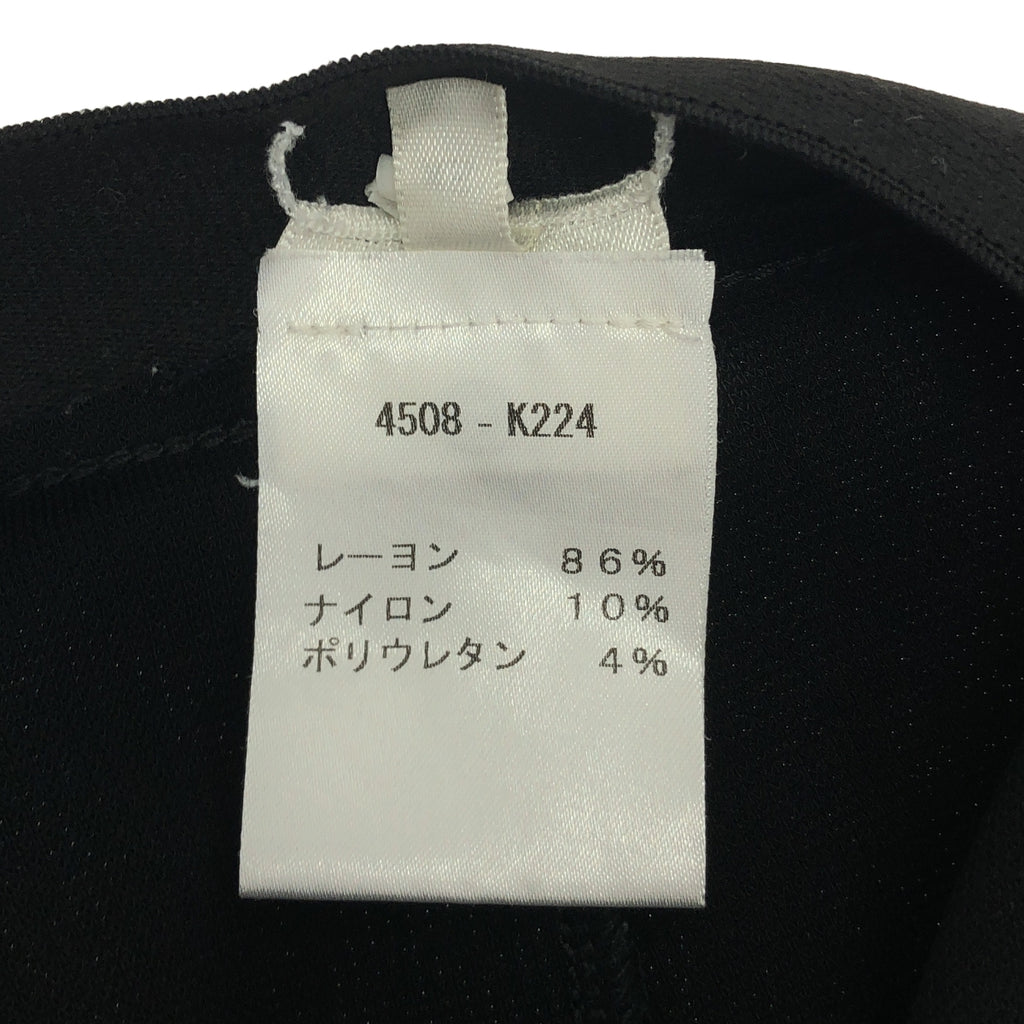 4508 - K224
レーヨン 86%
ナイロン 10%
ポリウレタン 4%